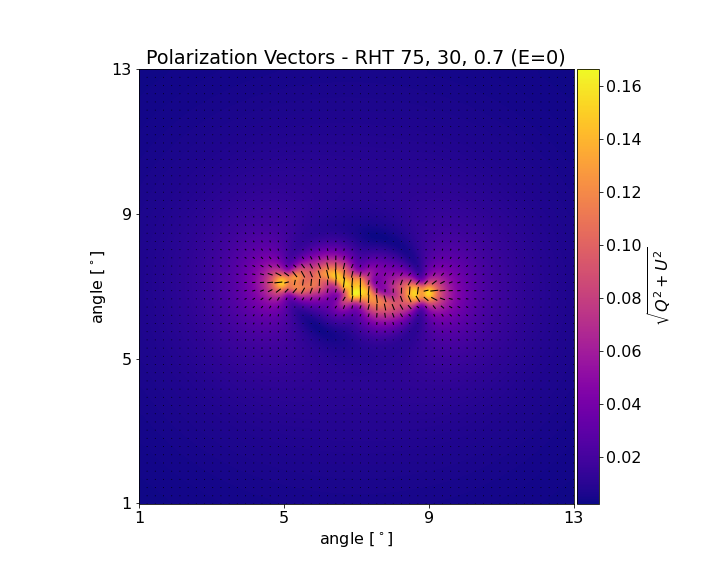 Polarization Vectors - RHT 75, 30, 0.7 (E=0)
13
9
5
1
angle [°]
1 5 9 13
angle [°]
0.16
0.14
0.12
0.10
0.08
0.06
0.04
0.02
√Q² + U²